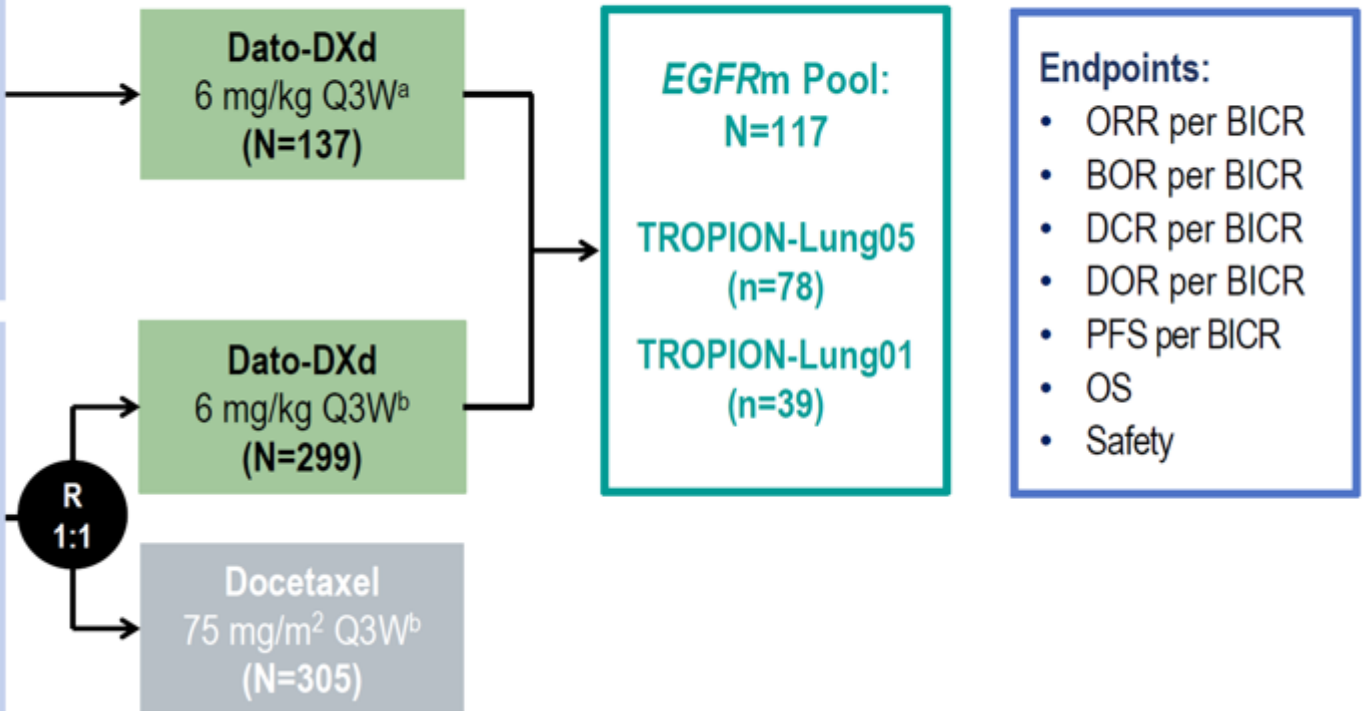 Dato-DXd
6 mg/kg Q3Wᵃ
(N=137)
Dato-DXd
6 mg/kg Q3Wᵇ
(N=299)
R
1:1
Docetaxel
75 mg/m² Q3Wᵇ
(N=305)
EGFRm Pool:
N=117
TROPION-Lung05
(n=78)
TROPION-Lung01
(n=39)
Endpoints:
• ORR per BICR
• BOR per BICR
• DCR per BICR
• DOR per BICR
• PFS per BICR
• OS
• Safety